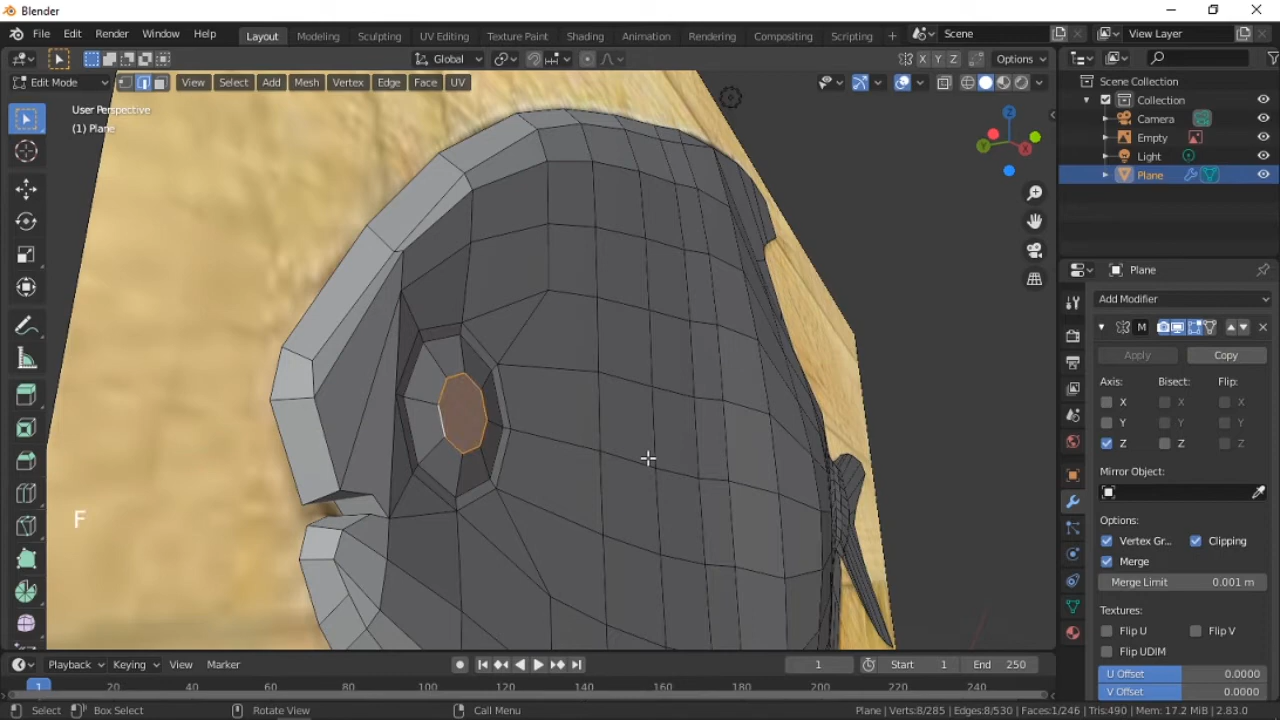 Blender
File Edit Render Window Help Layout Modeling Sculpting UV Editing Texture Paint Shading Animation Rendering Compositing Scripting + Scene View Layer
Global X Y Z Options
Edit Mode View Select Add Mesh Vertex Edge Face UV
Scene Collection
Collection
Camera
Empty
Light
Plane
User Perspective
(1) Plane
Z
Y
X
F
Plane
Add Modifier
M
Apply Copy
Axis: Bisect: Flip:
X X X
Y Y Y
Z Z Z
Mirror Object:
Options:
Vertex Gr... Clipping
Merge
Merge Limit 0.001 m
Textures:
Flip U Flip V
Flip UDIM
U Offset 0.0000
V Offset 0.0000
Playback Keying View Marker 1 Start 1 End 250
1 20 40 60 80 100 120 140 160 180 200 220 240
Select Box Select Rotate View Call Menu Plane | Verts:8/285 | Edges:8/530 | Faces:1/246 | Tris:490 | Mem: 17.2 MiB | 2.83.0